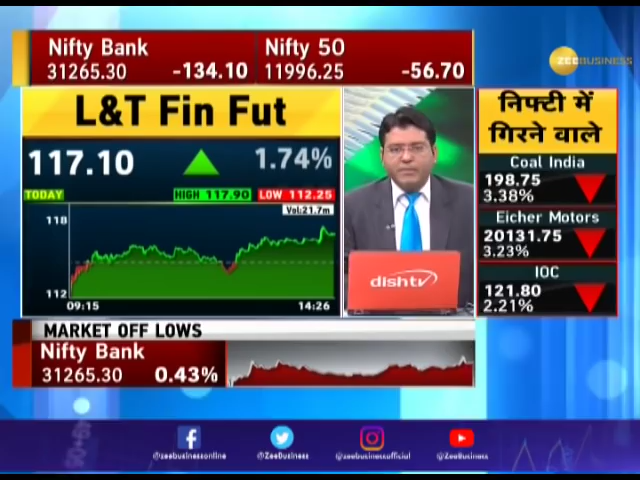 Nifty Bank
31265.30 -134.10
Nifty 50
11996.25 -56.70
ZEE BUSINESS
L&T Fin Fut
117.10 1.74%
TODAY HIGH 117.90 LOW 112.25
Vol:21.7m
118
112
09:15 14:26
dishtv
निफ्टी में
गिरने वाले
Coal India
198.75
3.38%
Eicher Motors
20131.75
3.23%
IOC
121.80
2.21%
MARKET OFF LOWS
Nifty Bank
31265.30 0.43%
@zeebusinessonline @ZeeBusiness @zeebusinessofficial @ZeeBusiness